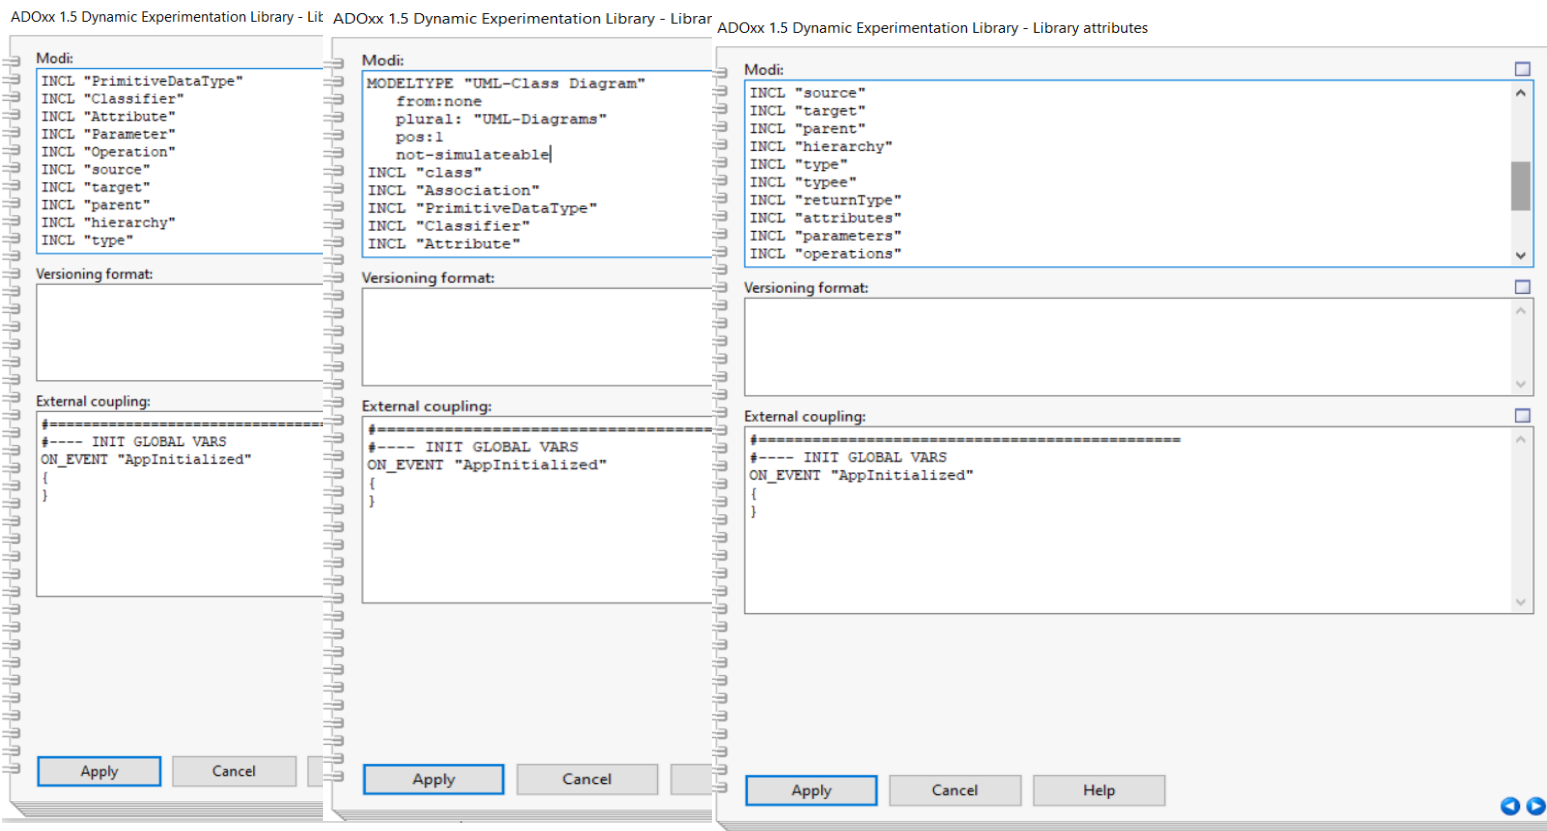 ADOxx 1.5 Dynamic Experimentation Library - Lib
Modi:
INCL "PrimitiveDataType"
INCL "Classifier"
INCL "Attribute"
INCL "Parameter"
INCL "Operation"
INCL "source"
INCL "target"
INCL "parent"
INCL "hierarchy"
INCL "type"
Versioning format:
External coupling:
#===============================
#---- INIT GLOBAL VARS
ON_EVENT "AppInitialized"
{
}
Apply
Cancel
ADOxx 1.5 Dynamic Experimentation Library - Librar
Modi:
MODELTYPE "UML-Class Diagram"
from:none
plural: "UML-Diagrams"
pos:1
not-simulateable
INCL "class"
INCL "Association"
INCL "PrimitiveDataType"
INCL "Classifier"
INCL "Attribute"
Versioning format:
External coupling:
#======================================
#---- INIT GLOBAL VARS
ON_EVENT "AppInitialized"
{
}
Apply
Cancel
ADOxx 1.5 Dynamic Experimentation Library - Library attributes
Modi:
INCL "source"
INCL "target"
INCL "parent"
INCL "hierarchy"
INCL "type"
INCL "typee"
INCL "returnType"
INCL "attributes"
INCL "parameters"
INCL "operations"
Versioning format:
External coupling:
#===============================================
#---- INIT GLOBAL VARS
ON_EVENT "AppInitialized"
{
}
Apply
Cancel
Help